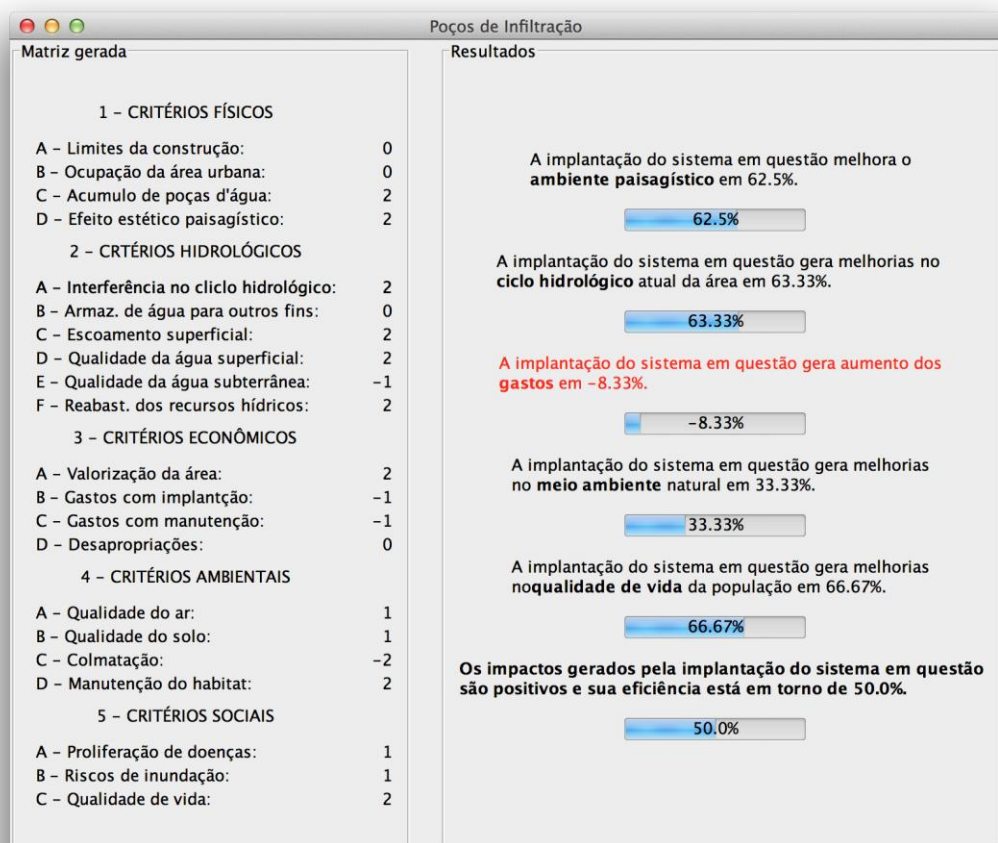 Poços de Infiltração
Matriz gerada
1 – CRITÉRIOS FÍSICOS
A – Limites da construção: 0
B – Ocupação da área urbana: 0
C – Acumulo de poças d'água: 2
D – Efeito estético paisagístico: 2
2 – CRTÉRIOS HIDROLÓGICOS
A – Interferência no cliclo hidrológico: 2
B – Armaz. de água para outros fins: 0
C – Escoamento superficial: 2
D – Qualidade da água superficial: 2
E – Qualidade da água subterrânea: –1
F – Reabast. dos recursos hídricos: 2
3 – CRITÉRIOS ECONÔMICOS
A – Valorização da área: 2
B – Gastos com implantção: –1
C – Gastos com manutenção: –1
D – Desapropriações: 0
4 – CRITÉRIOS AMBIENTAIS
A – Qualidade do ar: 1
B – Qualidade do solo: 1
C – Colmatação: –2
D – Manutenção do habitat: 2
5 – CRITÉRIOS SOCIAIS
A – Proliferação de doenças: 1
B – Riscos de inundação: 1
C – Qualidade de vida: 2
Resultados
A implantação do sistema em questão melhora o
ambiente paisagístico em 62.5%.
62.5%
A implantação do sistema em questão gera melhorias no
ciclo hidrológico atual da área em 63.33%.
63.33%
A implantação do sistema em questão gera aumento dos
gastos em –8.33%.
–8.33%
A implantação do sistema em questão gera melhorias
no meio ambiente natural em 33.33%.
33.33%
A implantação do sistema em questão gera melhorias
noqualidade de vida da população em 66.67%.
66.67%
Os impactos gerados pela implantação do sistema em questão
são positivos e sua eficiência está em torno de 50.0%.
50.0%